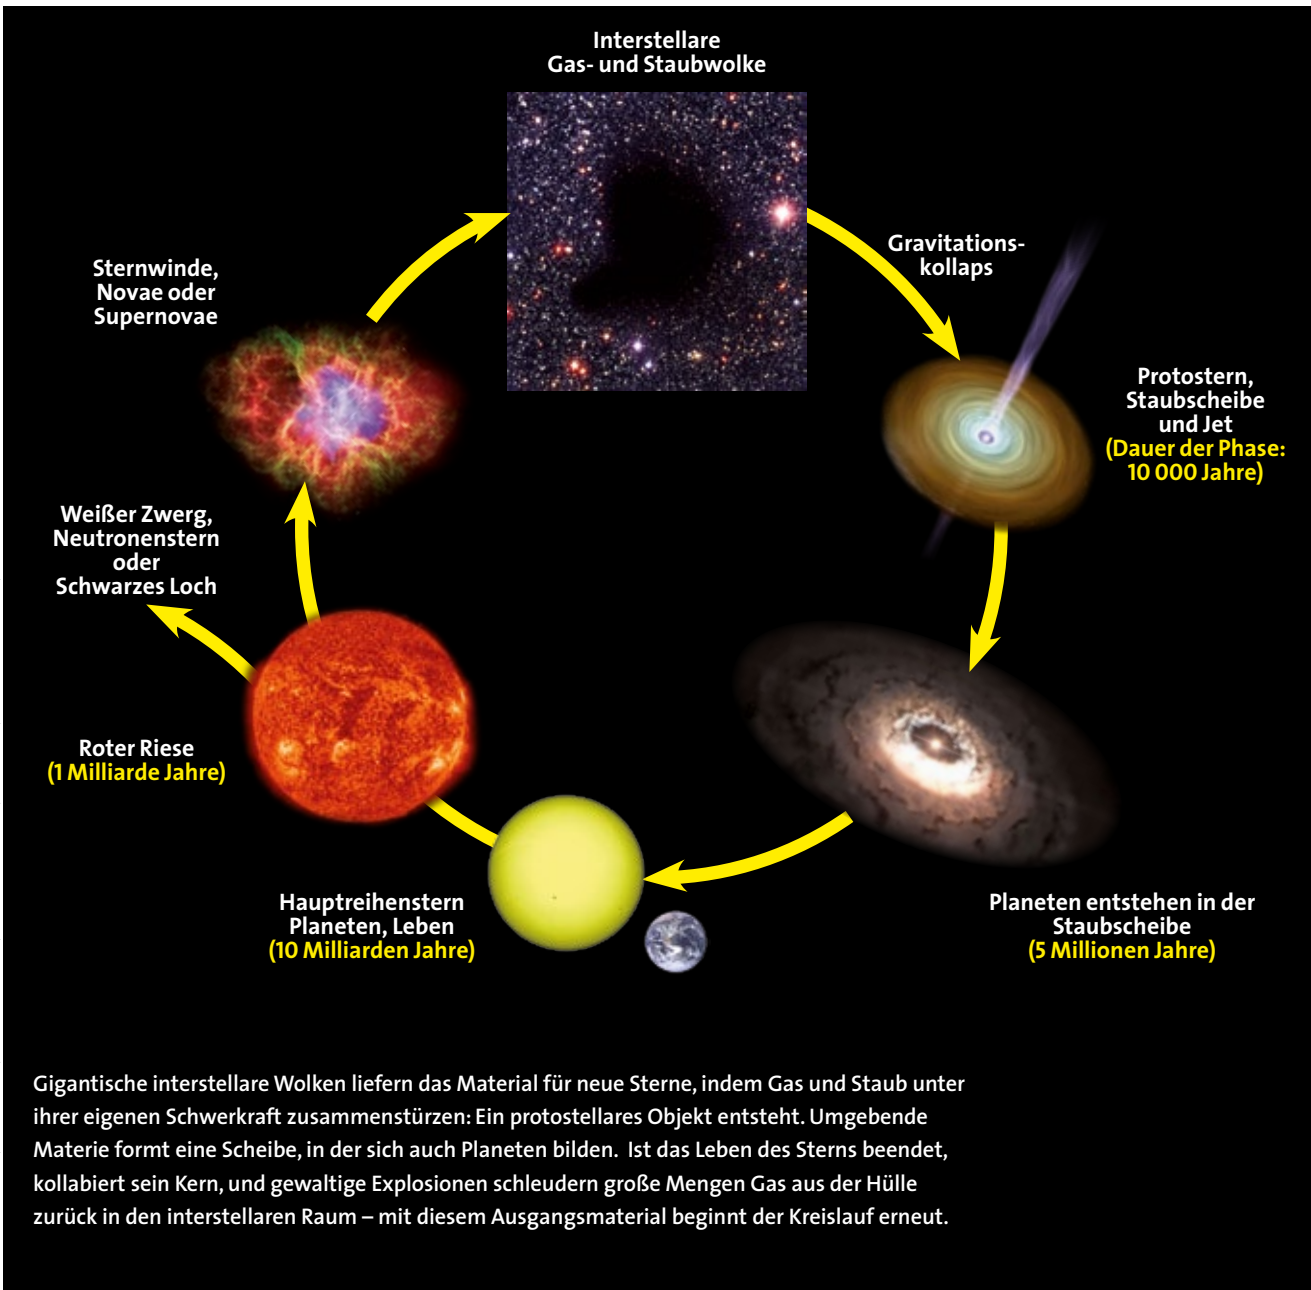 Interstellare
Gas- und Staubwolke
Gravitations-
kollaps
Protostern,
Staubscheibe
und Jet
(Dauer der Phase:
10 000 Jahre)
Planeten entstehen in der
Staubscheibe
(5 Millionen Jahre)
Hauptreihenstern
Planeten, Leben
(10 Milliarden Jahre)
Roter Riese
(1 Milliarde Jahre)
Weißer Zwerg,
Neutronenstern
oder
Schwarzes Loch
Sternwinde,
Novae oder
Supernovae
Gigantische interstellare Wolken liefern das Material für neue Sterne, indem Gas und Staub unter
ihrer eigenen Schwerkraft zusammenstürzen: Ein protostellares Objekt entsteht. Umgebende
Materie formt eine Scheibe, in der sich auch Planeten bilden. Ist das Leben des Sterns beendet,
kollabiert sein Kern, und gewaltige Explosionen schleudern große Mengen Gas aus der Hülle
zurück in den interstellaren Raum – mit diesem Ausgangsmaterial beginnt der Kreislauf erneut.